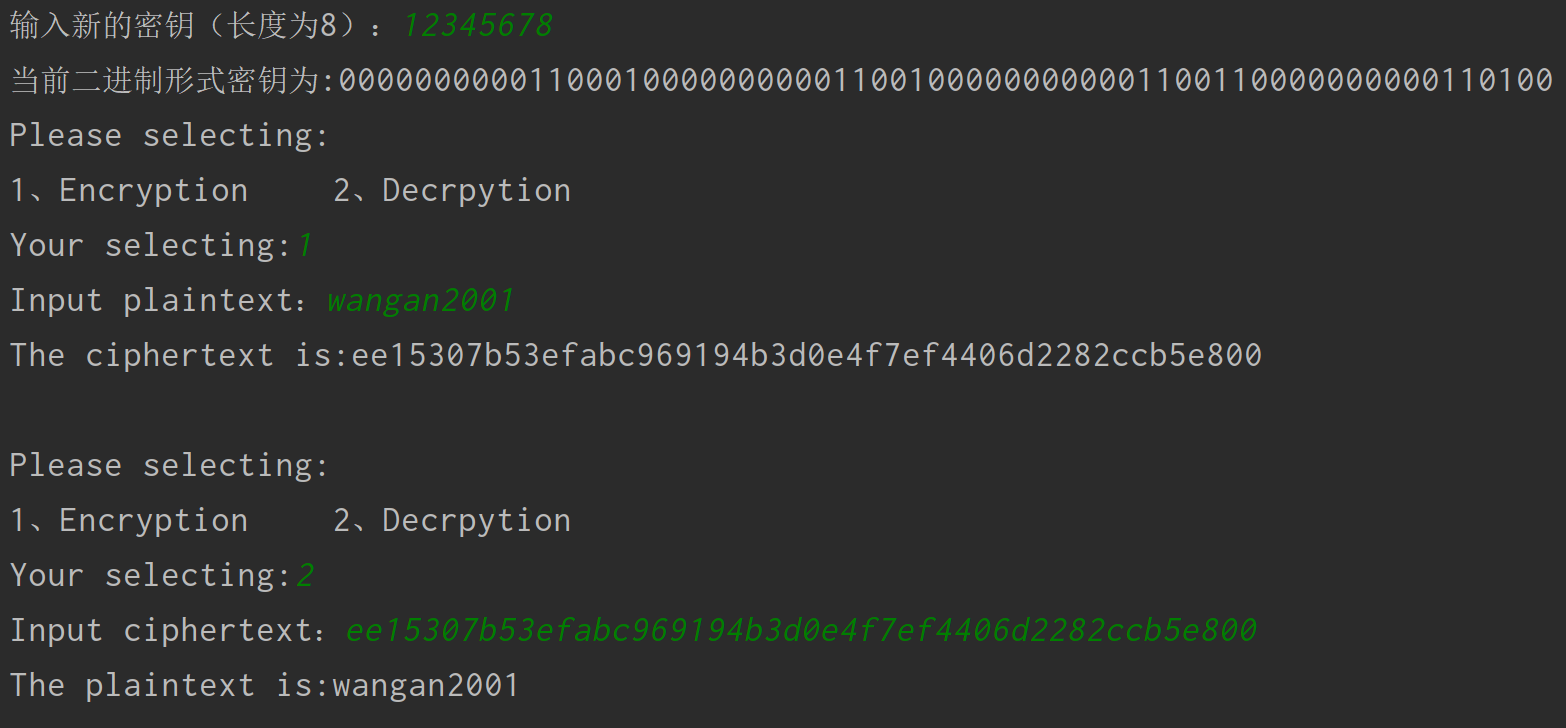 输入新的密钥（长度为8）：12345678
当前二进制形式密钥为:0000000000110001000000000011001000000000001100110000000000110100
Please selecting:
1、Encryption    2、Decrpytion
Your selecting:1
Input plaintext：wangan2001
The ciphertext is:ee15307b53efabc969194b3d0e4f7ef4406d2282ccb5e800
Please selecting:
1、Encryption    2、Decrpytion
Your selecting:2
Input ciphertext：ee15307b53efabc969194b3d0e4f7ef4406d2282ccb5e800
The plaintext is:wangan2001